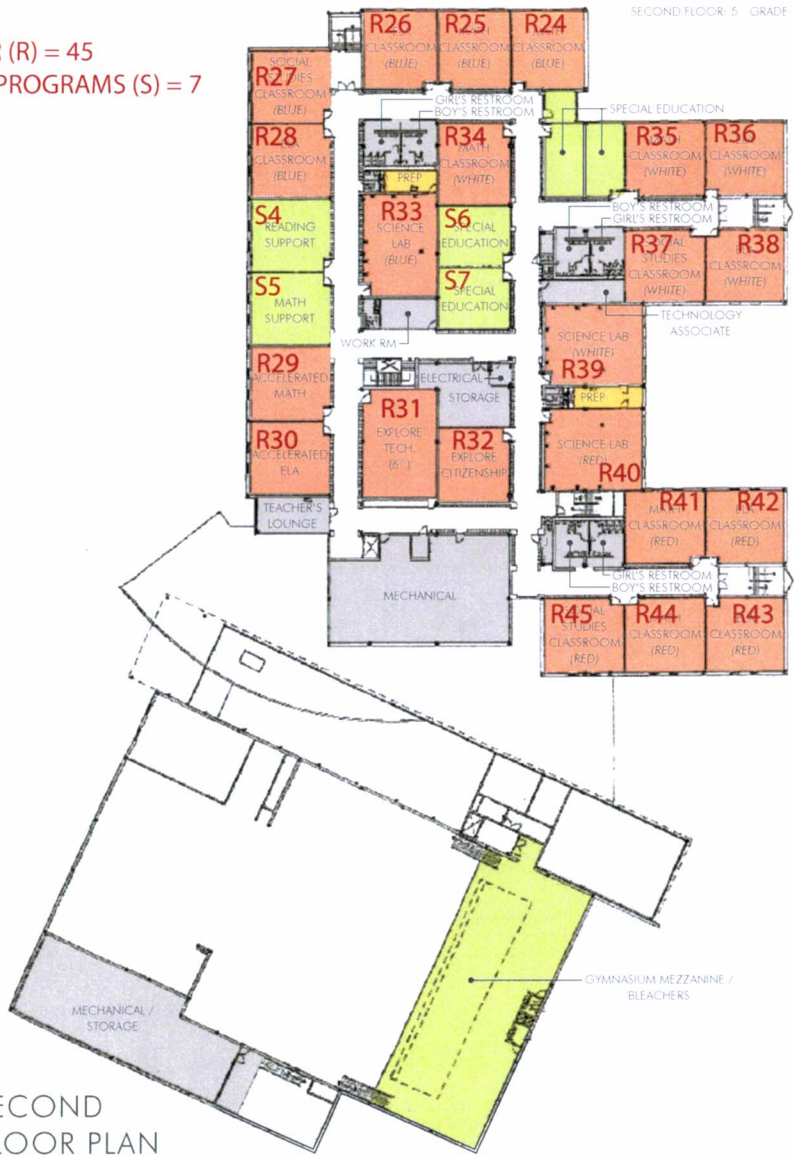 SECOND FLOOR: 5 GRADE
(R) = 45
PROGRAMS (S) = 7
R26
CLASSROOM
(BLUE)
R25
CLASSROOM
(BLUE)
R24
CLASSROOM
(BLUE)
R27
SOCIAL
STUDIES
CLASSROOM
(BLUE)
GIRL'S RESTROOM
BOY'S RESTROOM
SPECIAL EDUCATION
R28
CLASSROOM
(BLUE)
R34
MATH
CLASSROOM
(WHITE)
R35
CLASSROOM
(WHITE)
R36
CLASSROOM
(WHITE)
PREP
S4
READING
SUPPORT
R33
SCIENCE
LAB
(BLUE)
S6
SPECIAL
EDUCATION
BOY'S RESTROOM
GIRL'S RESTROOM
R37
SOCIAL
STUDIES
CLASSROOM
(WHITE)
R38
CLASSROOM
(WHITE)
S5
MATH
SUPPORT
S7
SPECIAL
EDUCATION
WORK RM
TECHNOLOGY
ASSOCIATE
SCIENCE LAB
(WHITE)
R39
R29
ACCELERATED
MATH
ELECTRICAL
STORAGE
PREP
R31
EXPLORE
TECH.
R30
ACCELERATED
ELA
R32
EXPLORE
CITIZENSHIP
SCIENCE LAB
(RED)
R40
TEACHER'S
LOUNGE
R41
MATH
CLASSROOM
(RED)
R42
CLASSROOM
(RED)
GIRL'S RESTROOM
BOY'S RESTROOM
MECHANICAL
R45
SOCIAL
STUDIES
CLASSROOM
(RED)
R44
CLASSROOM
(RED)
R43
CLASSROOM
(RED)
GYMNASIUM MEZZANINE /
BLEACHERS
MECHANICAL /
STORAGE
ECOND
OOR PLAN